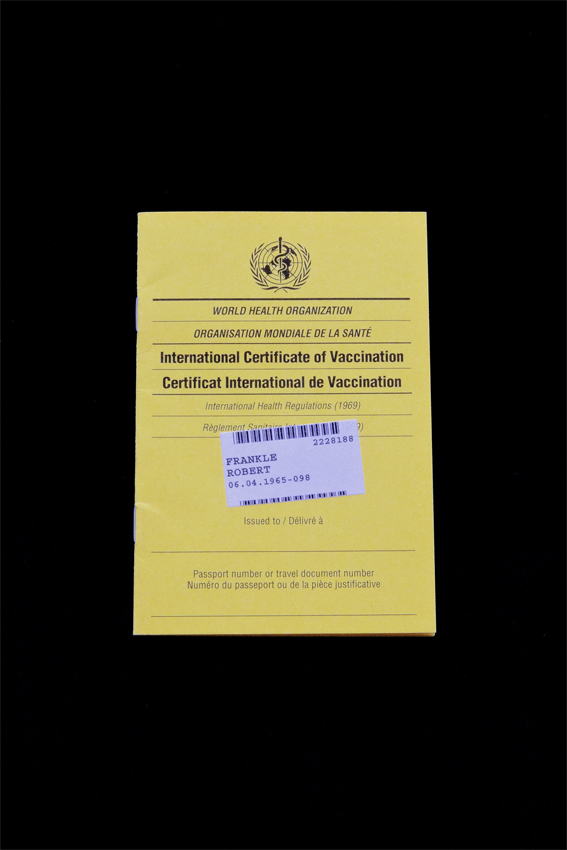 WORLD HEALTH ORGANIZATION
ORGANISATION MONDIALE DE LA SANTÉ
International Certificate of Vaccination
Certificat International de Vaccination
International Health Regulations (1969)
Règlement Sanitaire
2228188
FRANKLE
ROBERT
06.04.1965-098
Issued to / Délivré à
Passport number or travel document number
Numéro du passeport ou de la pièce justificative